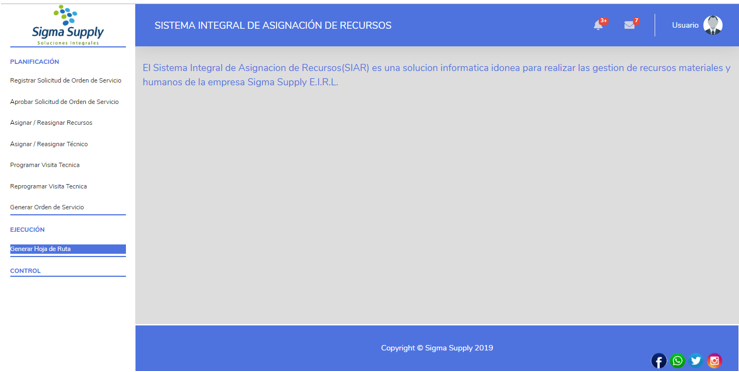 Sigma Supply
Soluciones Integrales
SISTEMA INTEGRAL DE ASIGNACIÓN DE RECURSOS
3+
7
Usuario
PLANIFICACIÓN
Registrar Solicitud de Orden de Servicio
Aprobar Solicitud de Orden de Servicio
Asignar / Reasignar Recursos
Asignar / Reasignar Técnico
Programar Visita Tecnica
Reprogramar Visita Tecnica
Generar Orden de Servicio
EJECUCIÓN
Generar Hoja de Ruta
CONTROL
El Sistema Integral de Asignacion de Recursos(SIAR) es una solucion informatica idonea para realizar las gestion de recursos materiales y
humanos de la empresa Sigma Supply E.I.R.L.
Copyright © Sigma Supply 2019